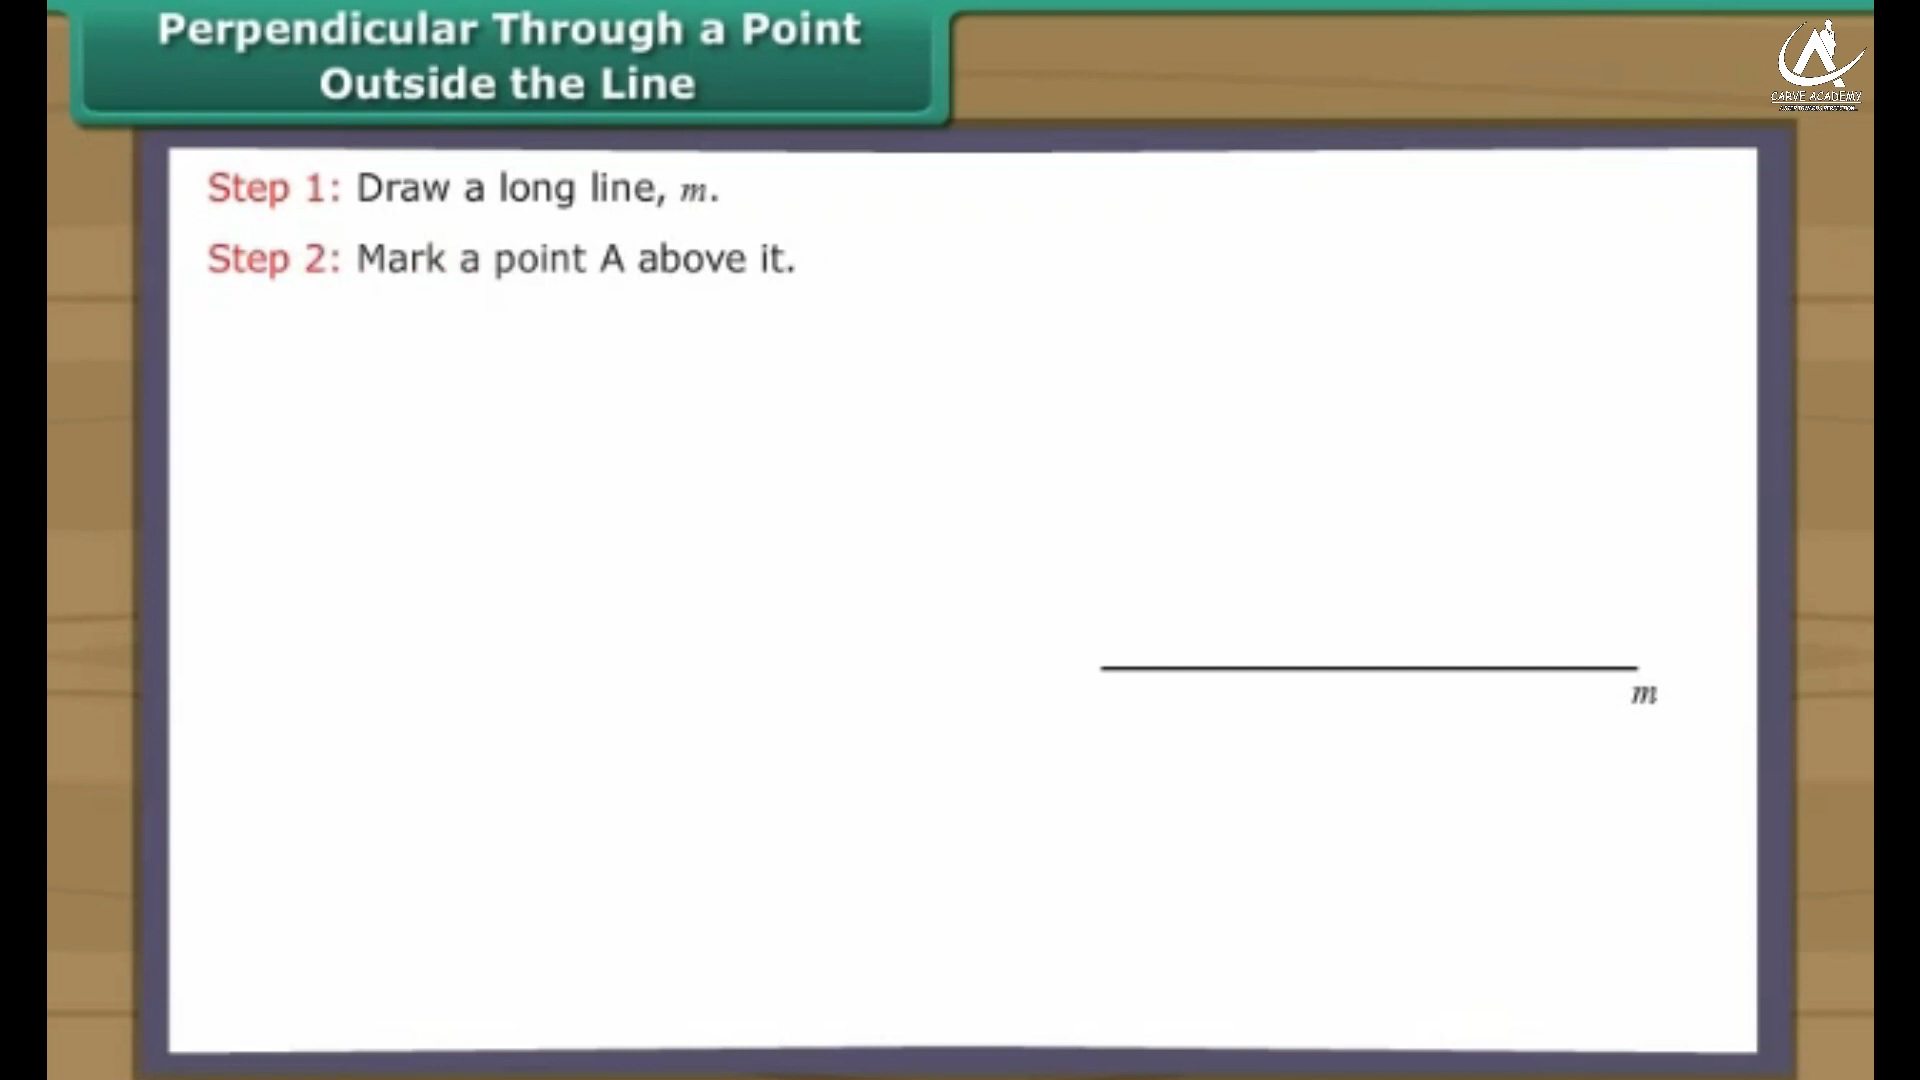 Perpendicular Through a Point
Outside the Line
CARVE ACADEMY
Step 1: Draw a long line, m.
Step 2: Mark a point A above it.
m